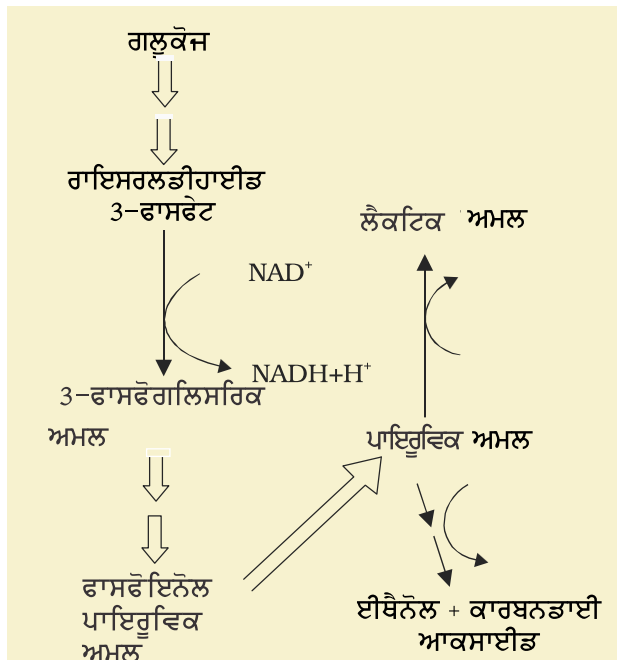 ਗਲੂਕੋਜ
ਰਾਇਸਰਲਡੀਹਾਈਡ
3–ਫਾਸਫੇਟ
NAD⁺
NADH+H⁺
3–ਫਾਸਫੋਗਲਿਸਰਿਕ
ਅਮਲ
ਫਾਸਫੋਇਨੋਲ
ਪਾਇਰੂਵਿਕ
ਅਮਲ
ਲੈਕਟਿਕ ਅਮਲ
ਪਾਇਰੂਵਿਕ ਅਮਲ
ਈਥੈਨੋਲ + ਕਾਰਬਨਡਾਈ
ਆਕਸਾਈਡ